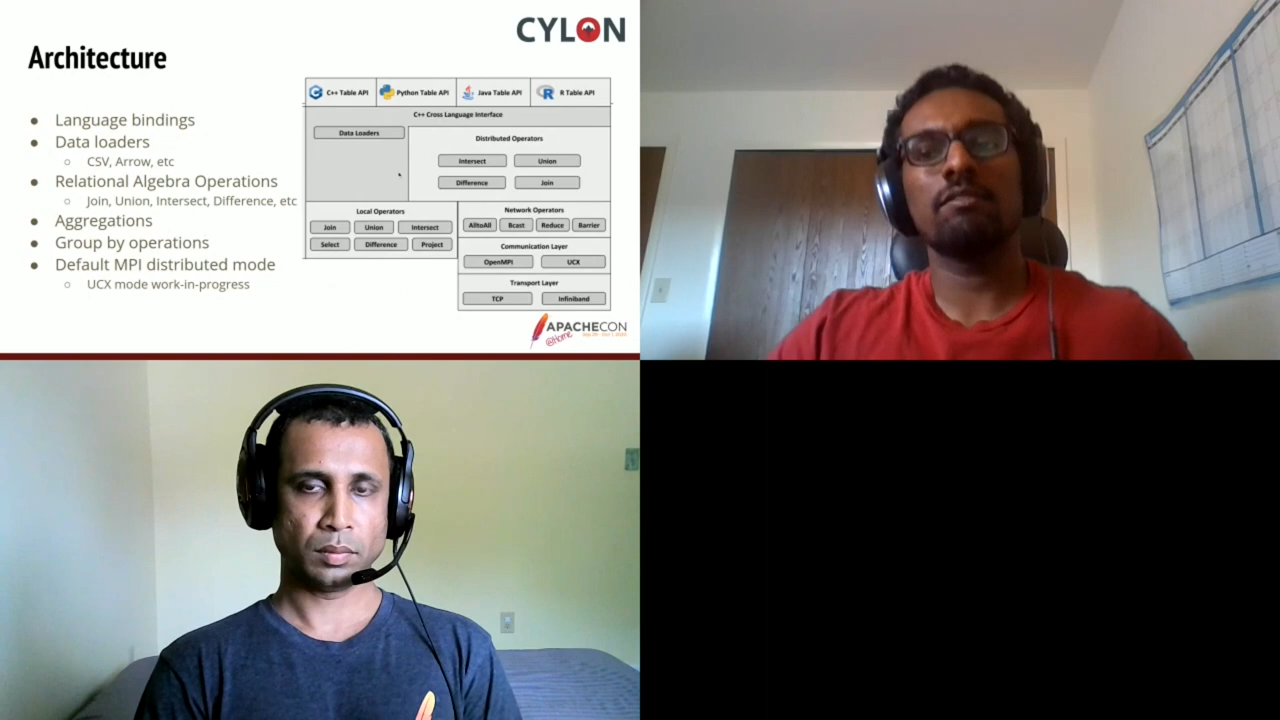 CYLON
Architecture
● Language bindings
● Data loaders
○ CSV, Arrow, etc
● Relational Algebra Operations
○ Join, Union, Intersect, Difference, etc
● Aggregations
● Group by operations
● Default MPI distributed mode
○ UCX mode work-in-progress
C++ Table API Python Table API Java Table API R Table API
C++ Cross Language Interface
Data Loaders
Distributed Operators
Intersect Union
Difference Join
Local Operators
Join Union Intersect
Select Difference Project
Network Operators
AlltoAll Bcast Reduce Barrier
Communication Layer
OpenMPI UCX
Transport Layer
TCP Infiniband
APACHECON
@Home